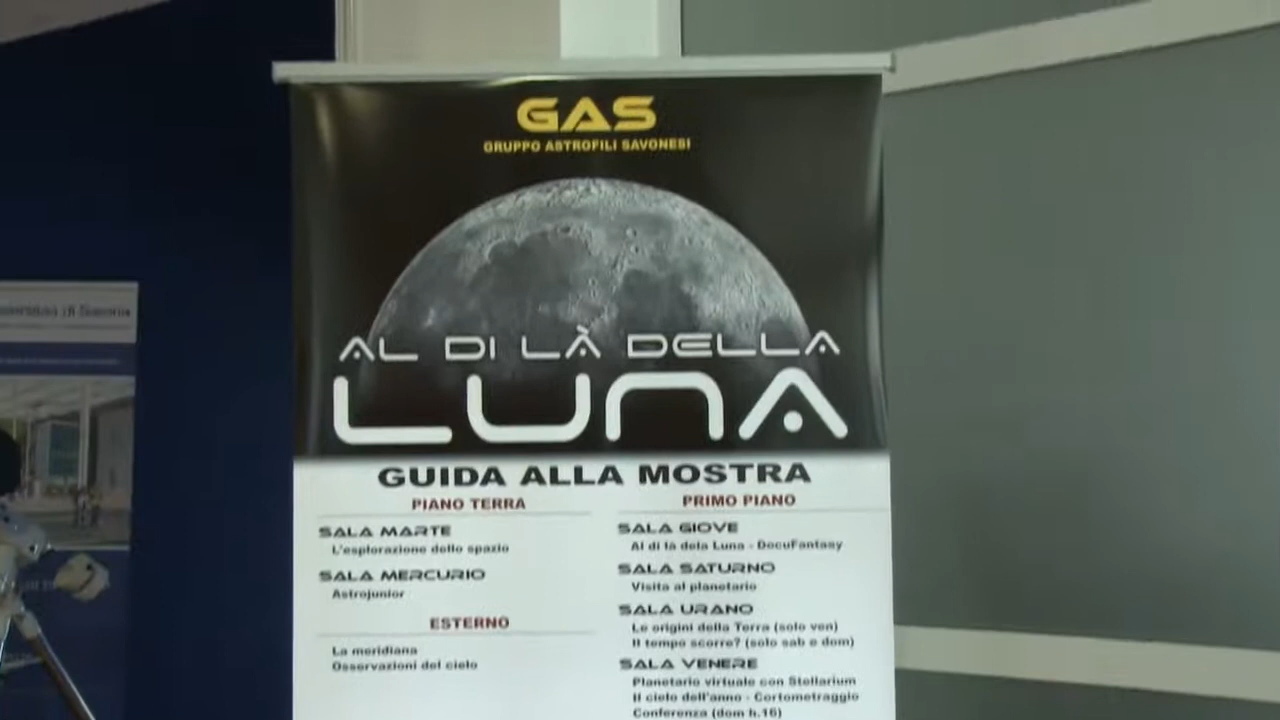 GAS
GRUPPO ASTROFILI SAVONESI
AL DI LÀ DELLA
LUNA
GUIDA ALLA MOSTRA
PIANO TERRA
SALA MARTE
L'esplorazione dello spazio
SALA MERCURIO
Astrojunior
ESTERNO
La meridiana
Osservazioni del cielo
PRIMO PIANO
SALA GIOVE
Al di là dela Luna - DocuFantasy
SALA SATURNO
Visita al planetario
SALA URANO
Le origini della Terra (solo ven)
Il tempo scorre? (solo sab e dom)
SALA VENERE
Planetario virtuale con Stellarium
Il cielo dell'anno - Cortometraggio
Conferenza (dom h.16)